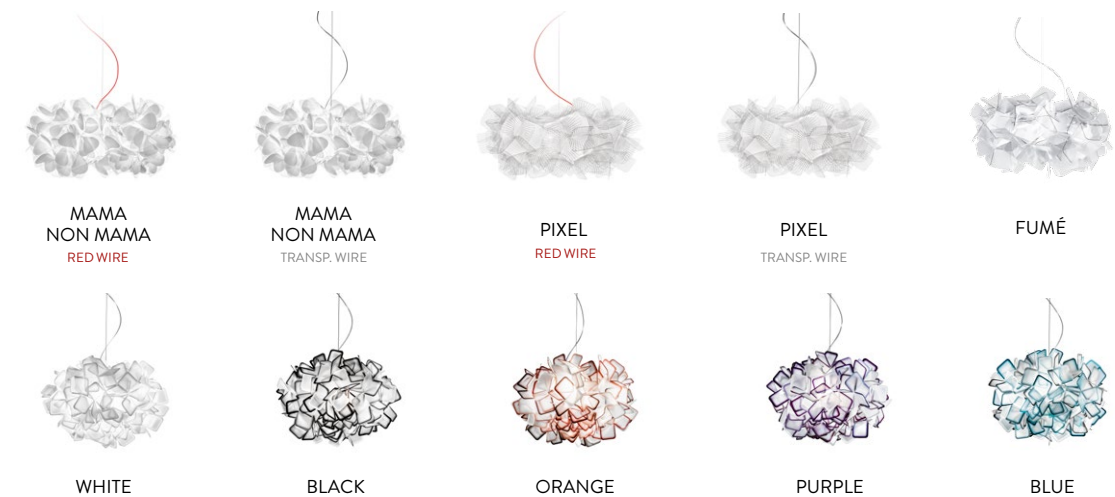 MAMA
NON MAMA
RED WIRE
MAMA
NON MAMA
TRANSP. WIRE
PIXEL
RED WIRE
PIXEL
TRANSP. WIRE
FUMÉ
WHITE
BLACK
ORANGE
PURPLE
BLUE